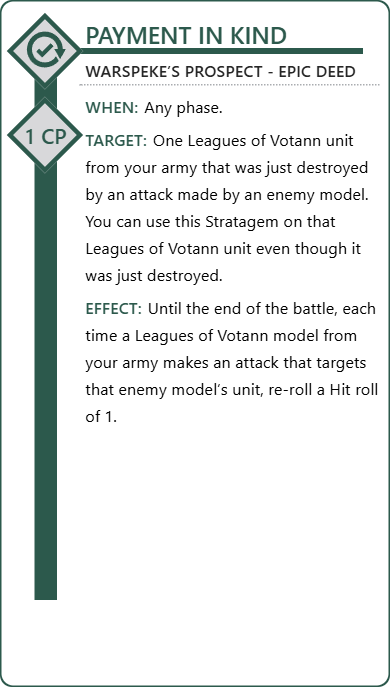 PAYMENT IN KIND
WARSPEKE’S PROSPECT - EPIC DEED
WHEN: Any phase.
1 CP
TARGET: One Leagues of Votann unit
from your army that was just destroyed
by an attack made by an enemy model.
You can use this Stratagem on that
Leagues of Votann unit even though it
was just destroyed.
EFFECT: Until the end of the battle, each
time a Leagues of Votann model from
your army makes an attack that targets
that enemy model’s unit, re-roll a Hit roll
of 1.